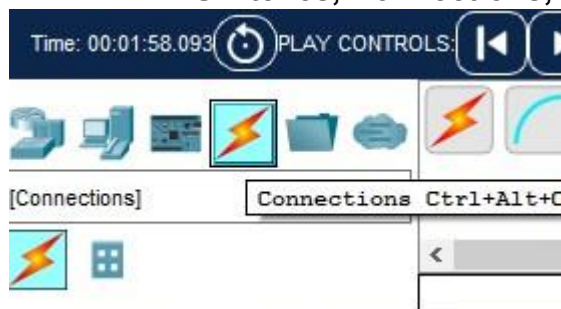 Time: 00:01:58.093 PLAY CONTROLS:
[Connections]
Connections Ctrl+Alt+O